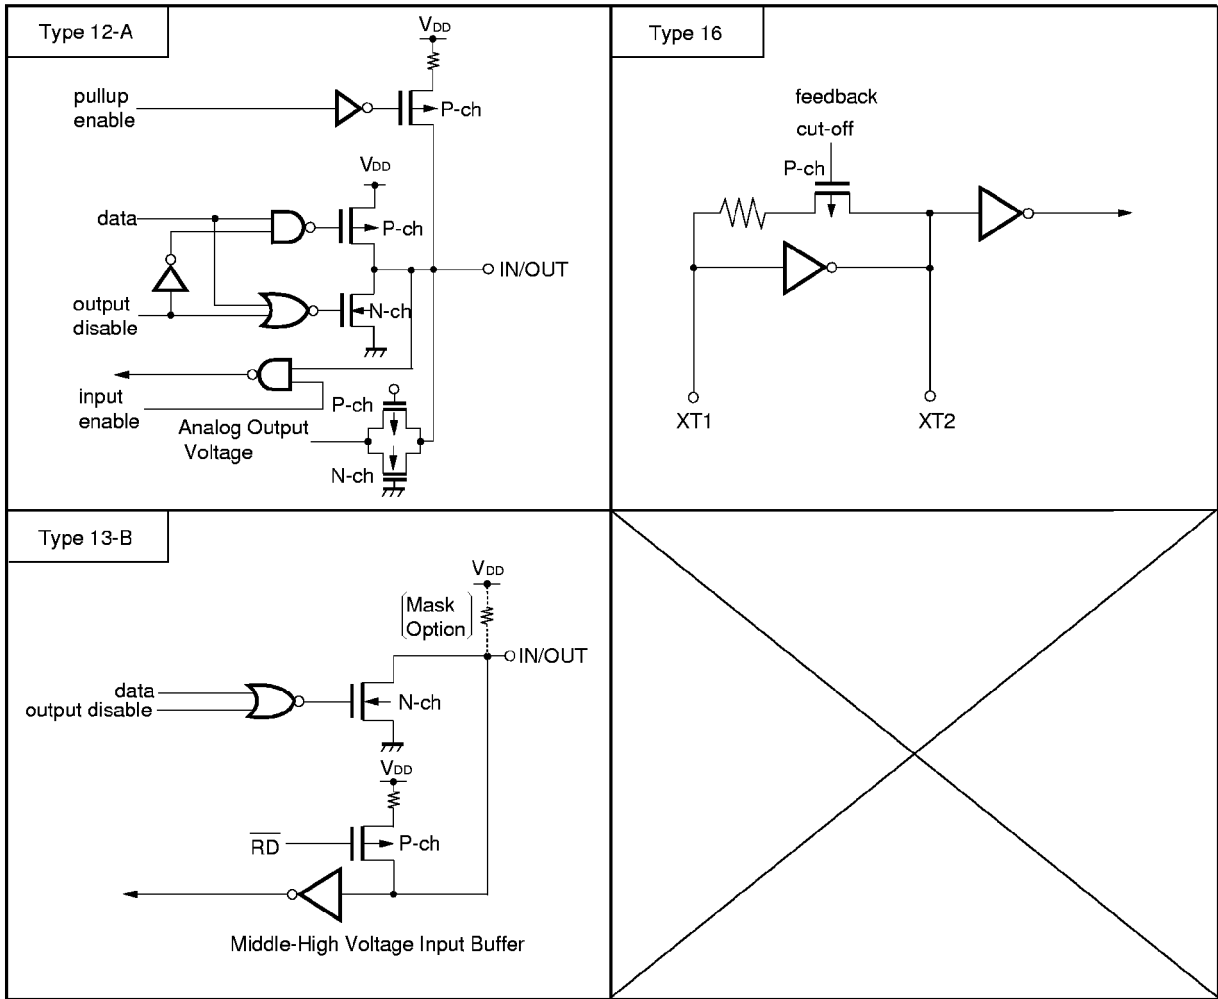 Type 12-A
VDD
pullup
enable
P-ch
VDD
data
P-ch
IN/OUT
output
disable
N-ch
input
enable
P-ch
Analog Output
Voltage
N-ch
Type 16
feedback
cut-off
P-ch
XT1
XT2
Type 13-B
VDD
Mask
Option
IN/OUT
data
output disable
N-ch
VDD
RD
P-ch
Middle-High Voltage Input Buffer